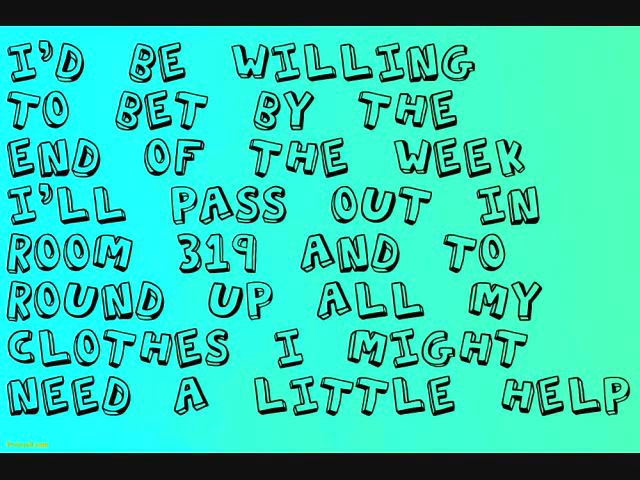 I'D BE WILLING
TO BET BY THE
END OF THE WEEK
I'LL PASS OUT IN
ROOM 319 AND TO
ROUND UP ALL MY
CLOTHES I MIGHT
NEED A LITTLE HELP